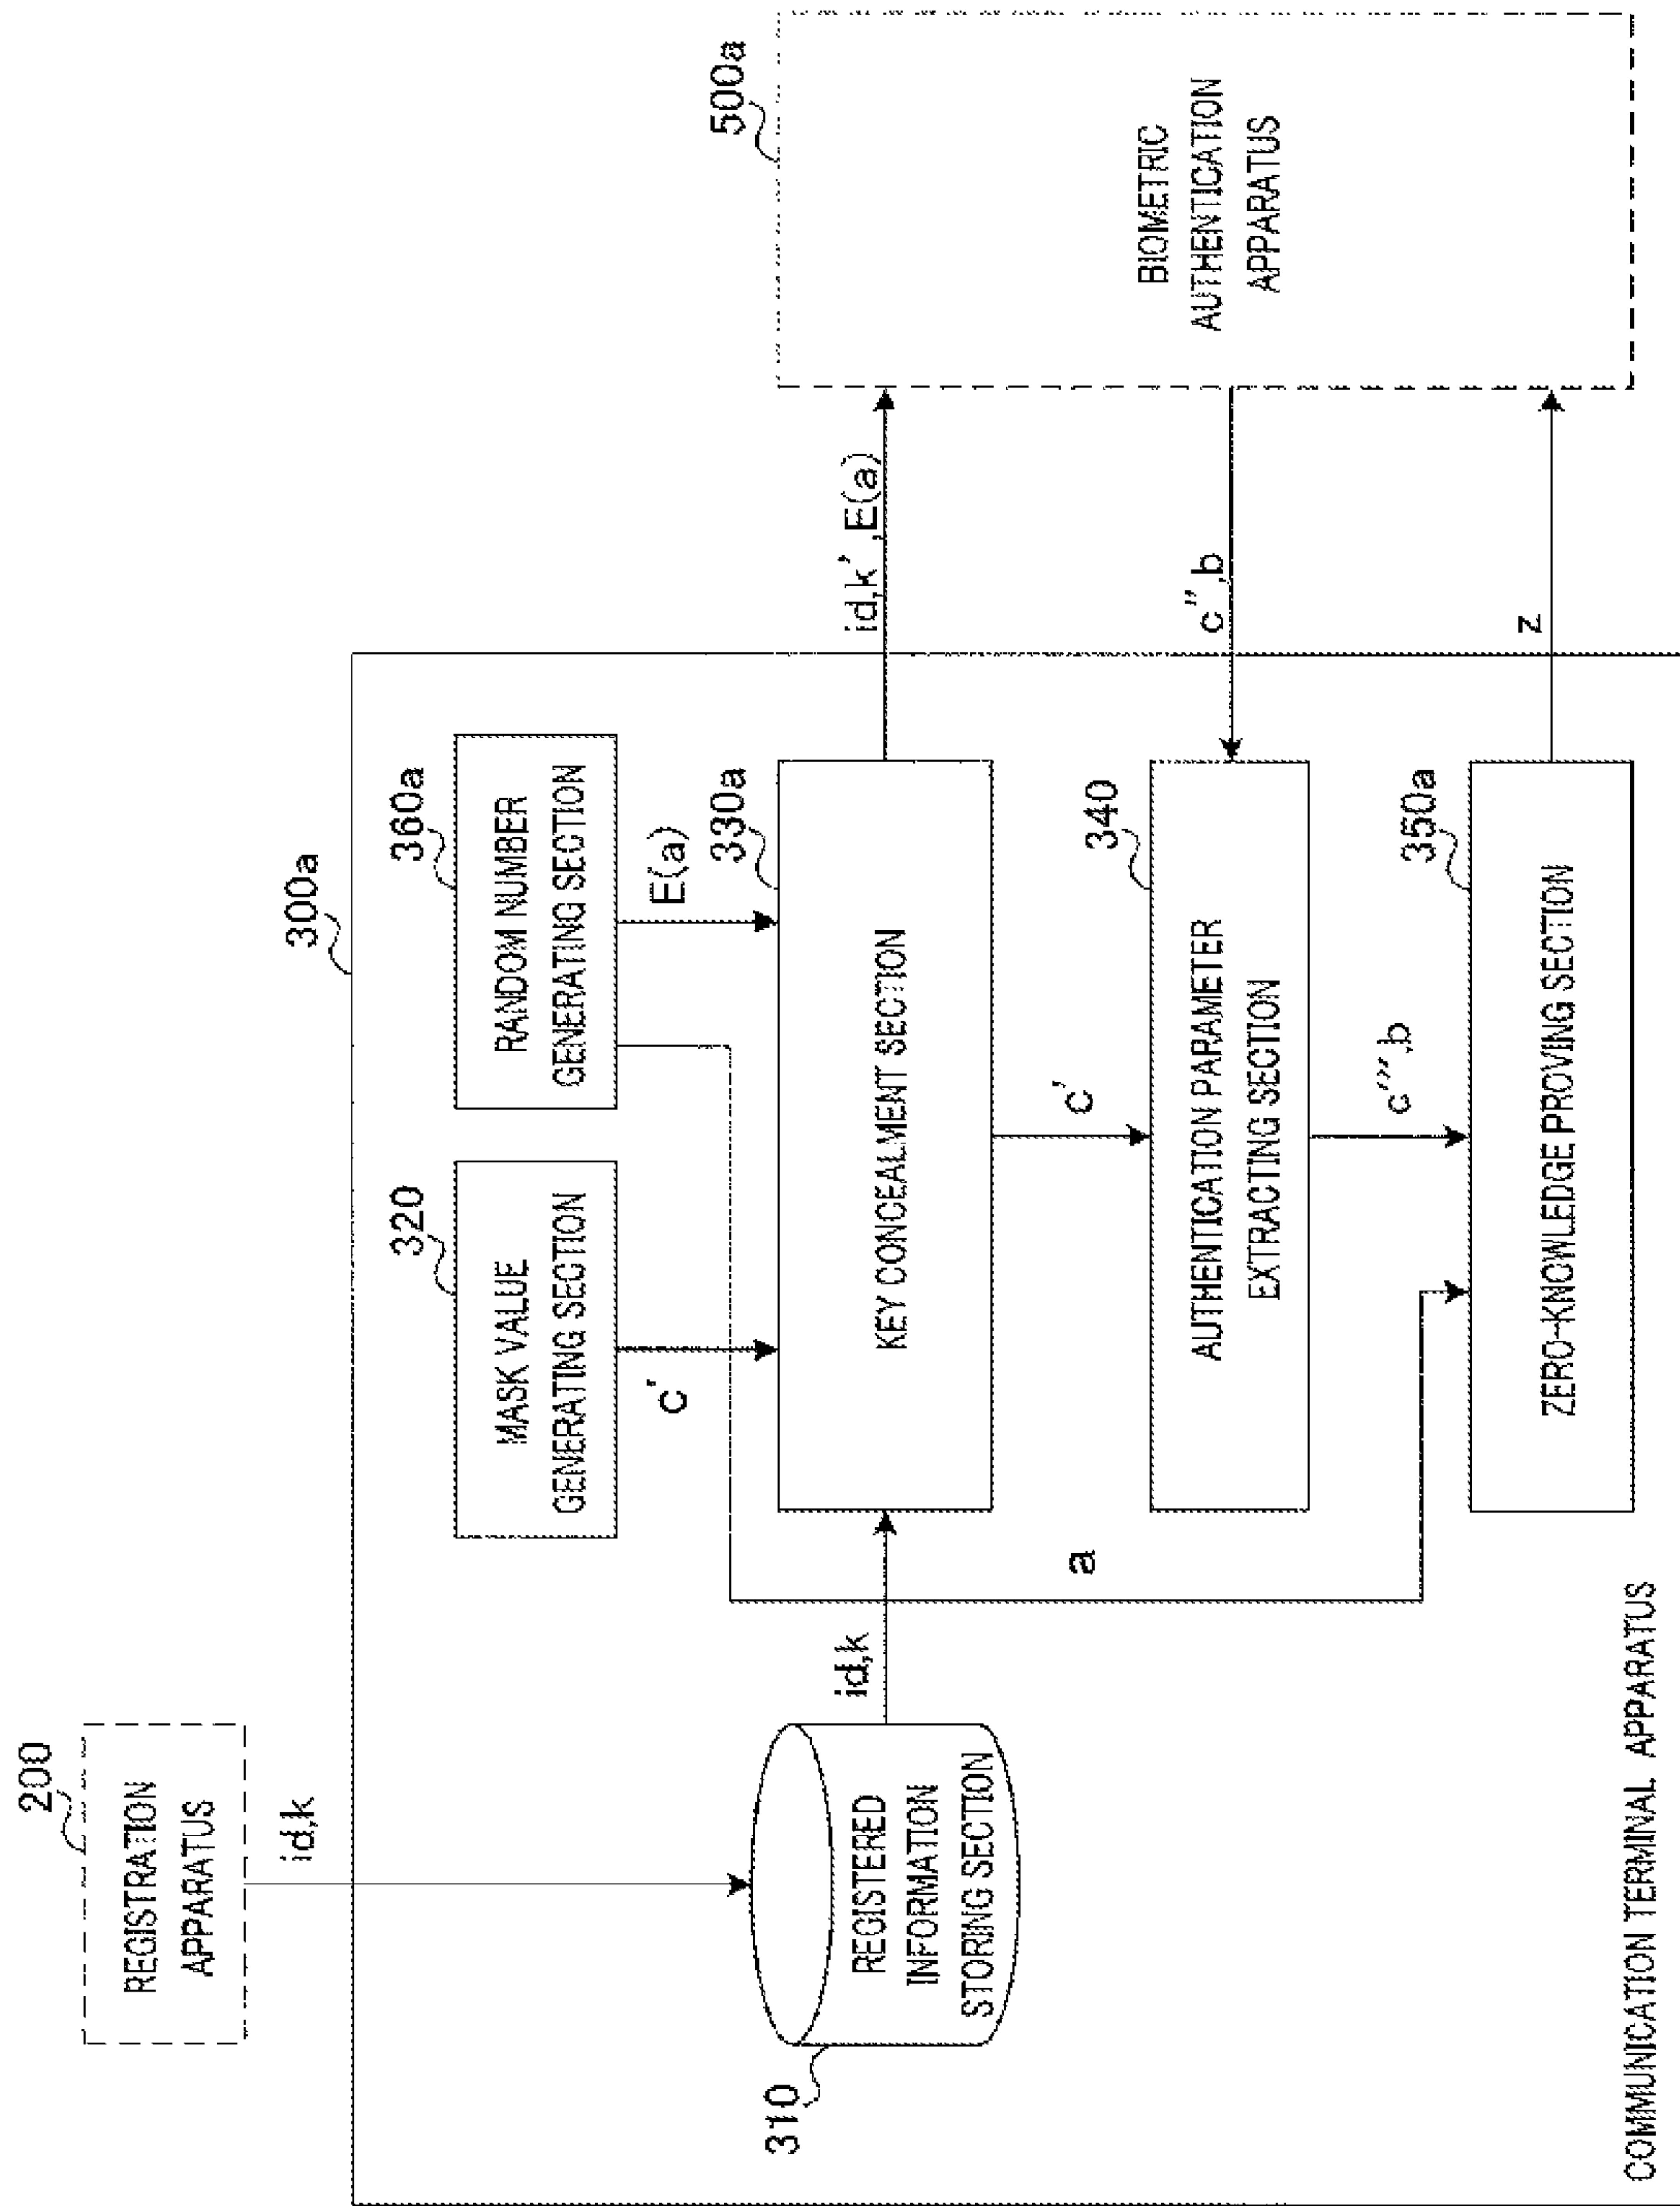 200
REGISTRATION
APPARATUS
id,k
300a
320
MASK VALUE
GENERATING SECTION
360a
RANDOM NUMBER
GENERATING SECTION
c'
E(a)
310
REGISTERED
INFORMATION
STORING SECTION
id,k
330a
KEY CONCEALMENT SECTION
id,k',E(a)
500a
BIOMETRIC
AUTHENTICATION
APPARATUS
a
c'
340
AUTHENTICATION PARAMETER
EXTRACTING SECTION
c'',b
c''',b
350a
ZERO-KNOWLEDGE PROVING SECTION
z
COMMUNICATION TERMINAL APPARATUS